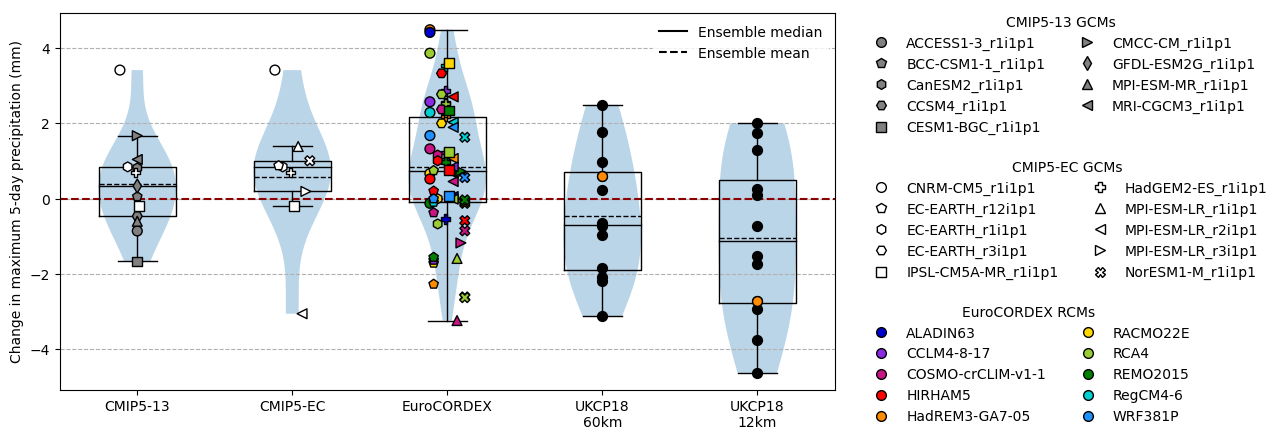 Change in maximum 5-day precipitation (mm)
4
2
0
−2
−4
Ensemble median
Ensemble mean
CMIP5-13
CMIP5-EC
EuroCORDEX
UKCP18
60km
UKCP18
12km
CMIP5-13 GCMs
ACCESS1-3_r1i1p1
BCC-CSM1-1_r1i1p1
CanESM2_r1i1p1
CCSM4_r1i1p1
CESM1-BGC_r1i1p1
CMCC-CM_r1i1p1
GFDL-ESM2G_r1i1p1
MPI-ESM-MR_r1i1p1
MRI-CGCM3_r1i1p1
CMIP5-EC GCMs
CNRM-CM5_r1i1p1
EC-EARTH_r12i1p1
EC-EARTH_r1i1p1
EC-EARTH_r3i1p1
IPSL-CM5A-MR_r1i1p1
HadGEM2-ES_r1i1p1
MPI-ESM-LR_r1i1p1
MPI-ESM-LR_r2i1p1
MPI-ESM-LR_r3i1p1
NorESM1-M_r1i1p1
EuroCORDEX RCMs
ALADIN63
CCLM4-8-17
COSMO-crCLIM-v1-1
HIRHAM5
HadREM3-GA7-05
RACMO22E
RCA4
REMO2015
RegCM4-6
WRF381P